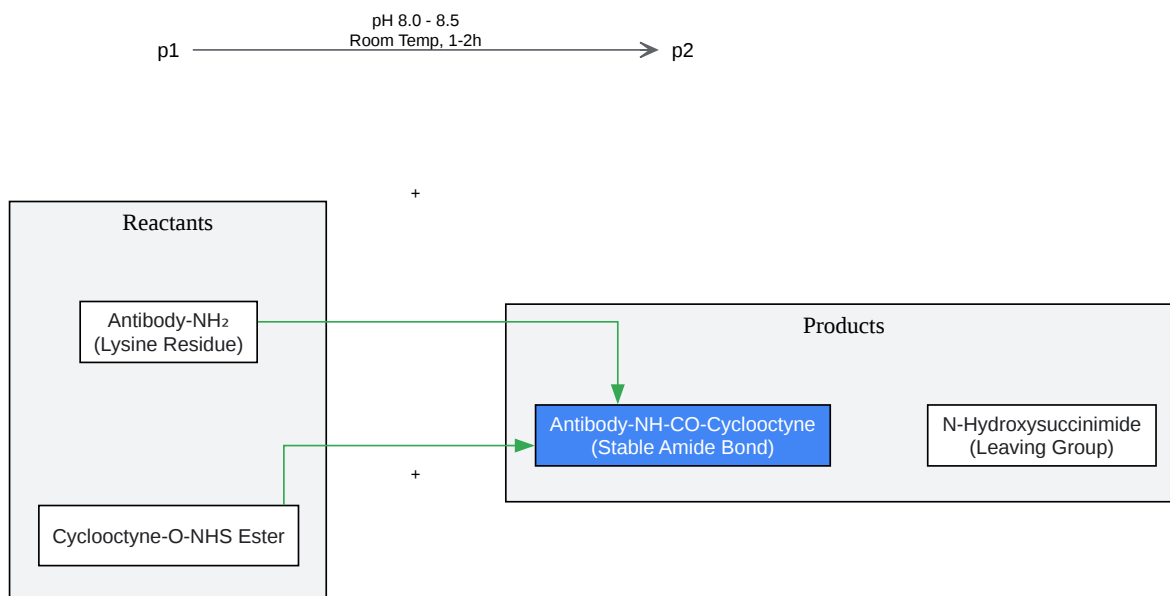 pH 8.0 - 8.5
Room Temp, 1-2h
p1
p2
+
Reactants
Antibody-NH₂
(Lysine Residue)
Products
Antibody-NH-CO-Cyclooctyne
(Stable Amide Bond)
N-Hydroxysuccinimide
(Leaving Group)
+
Cyclooctyne-O-NHS Ester